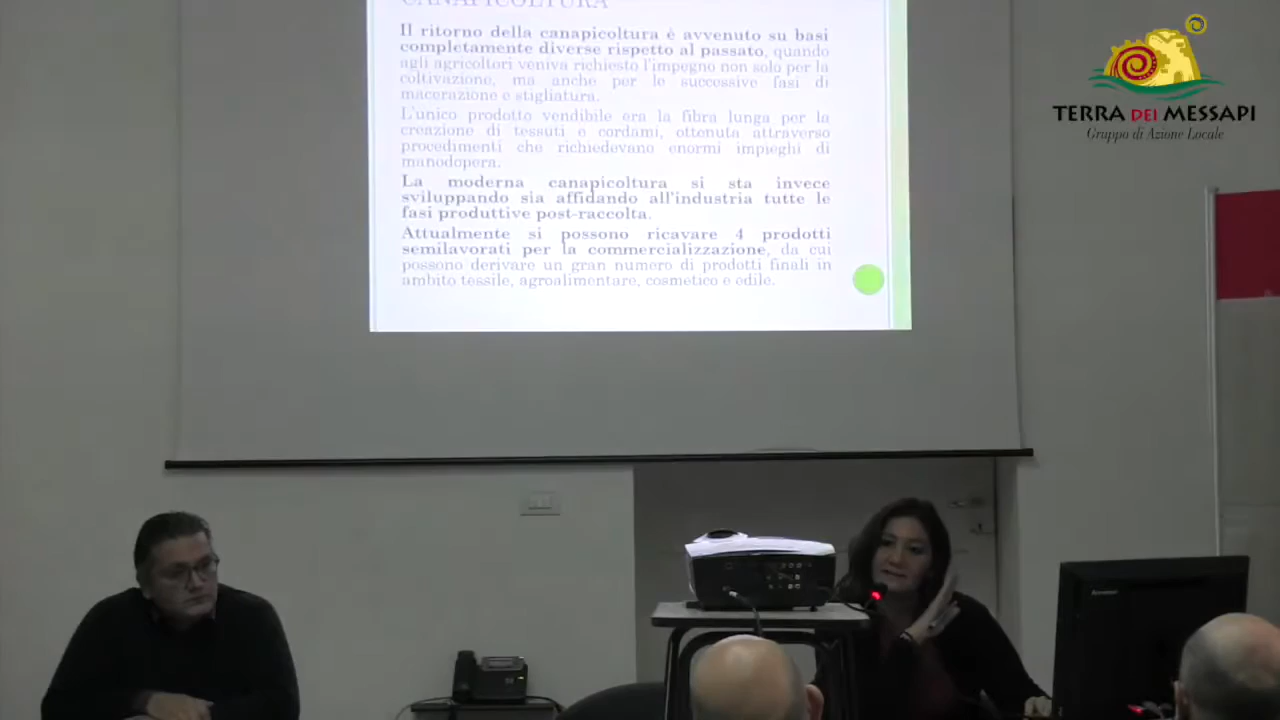 CANAPICOLTURA
Il ritorno della canapicoltura è avvenuto su basi
completamente diverse rispetto al passato, quando
agli agricoltori veniva richiesto l'impegno non solo per la
coltivazione, ma anche per le successive fasi di
macerazione e stigliatura.
L'unico prodotto vendibile era la fibra lunga per la
creazione di tessuti e cordami, ottenuta attraverso
procedimenti che richiedevano enormi impieghi di
manodopera.
La moderna canapicoltura si sta invece
sviluppando sia affidando all'industria tutte le
fasi produttive post-raccolta.
Attualmente si possono ricavare 4 prodotti
semilavorati per la commercializzazione, da cui
possono derivare un gran numero di prodotti finali in
ambito tessile, agroalimentare, cosmetico e edile.
TERRA DEI MESSAPI
Gruppo di Azione Locale